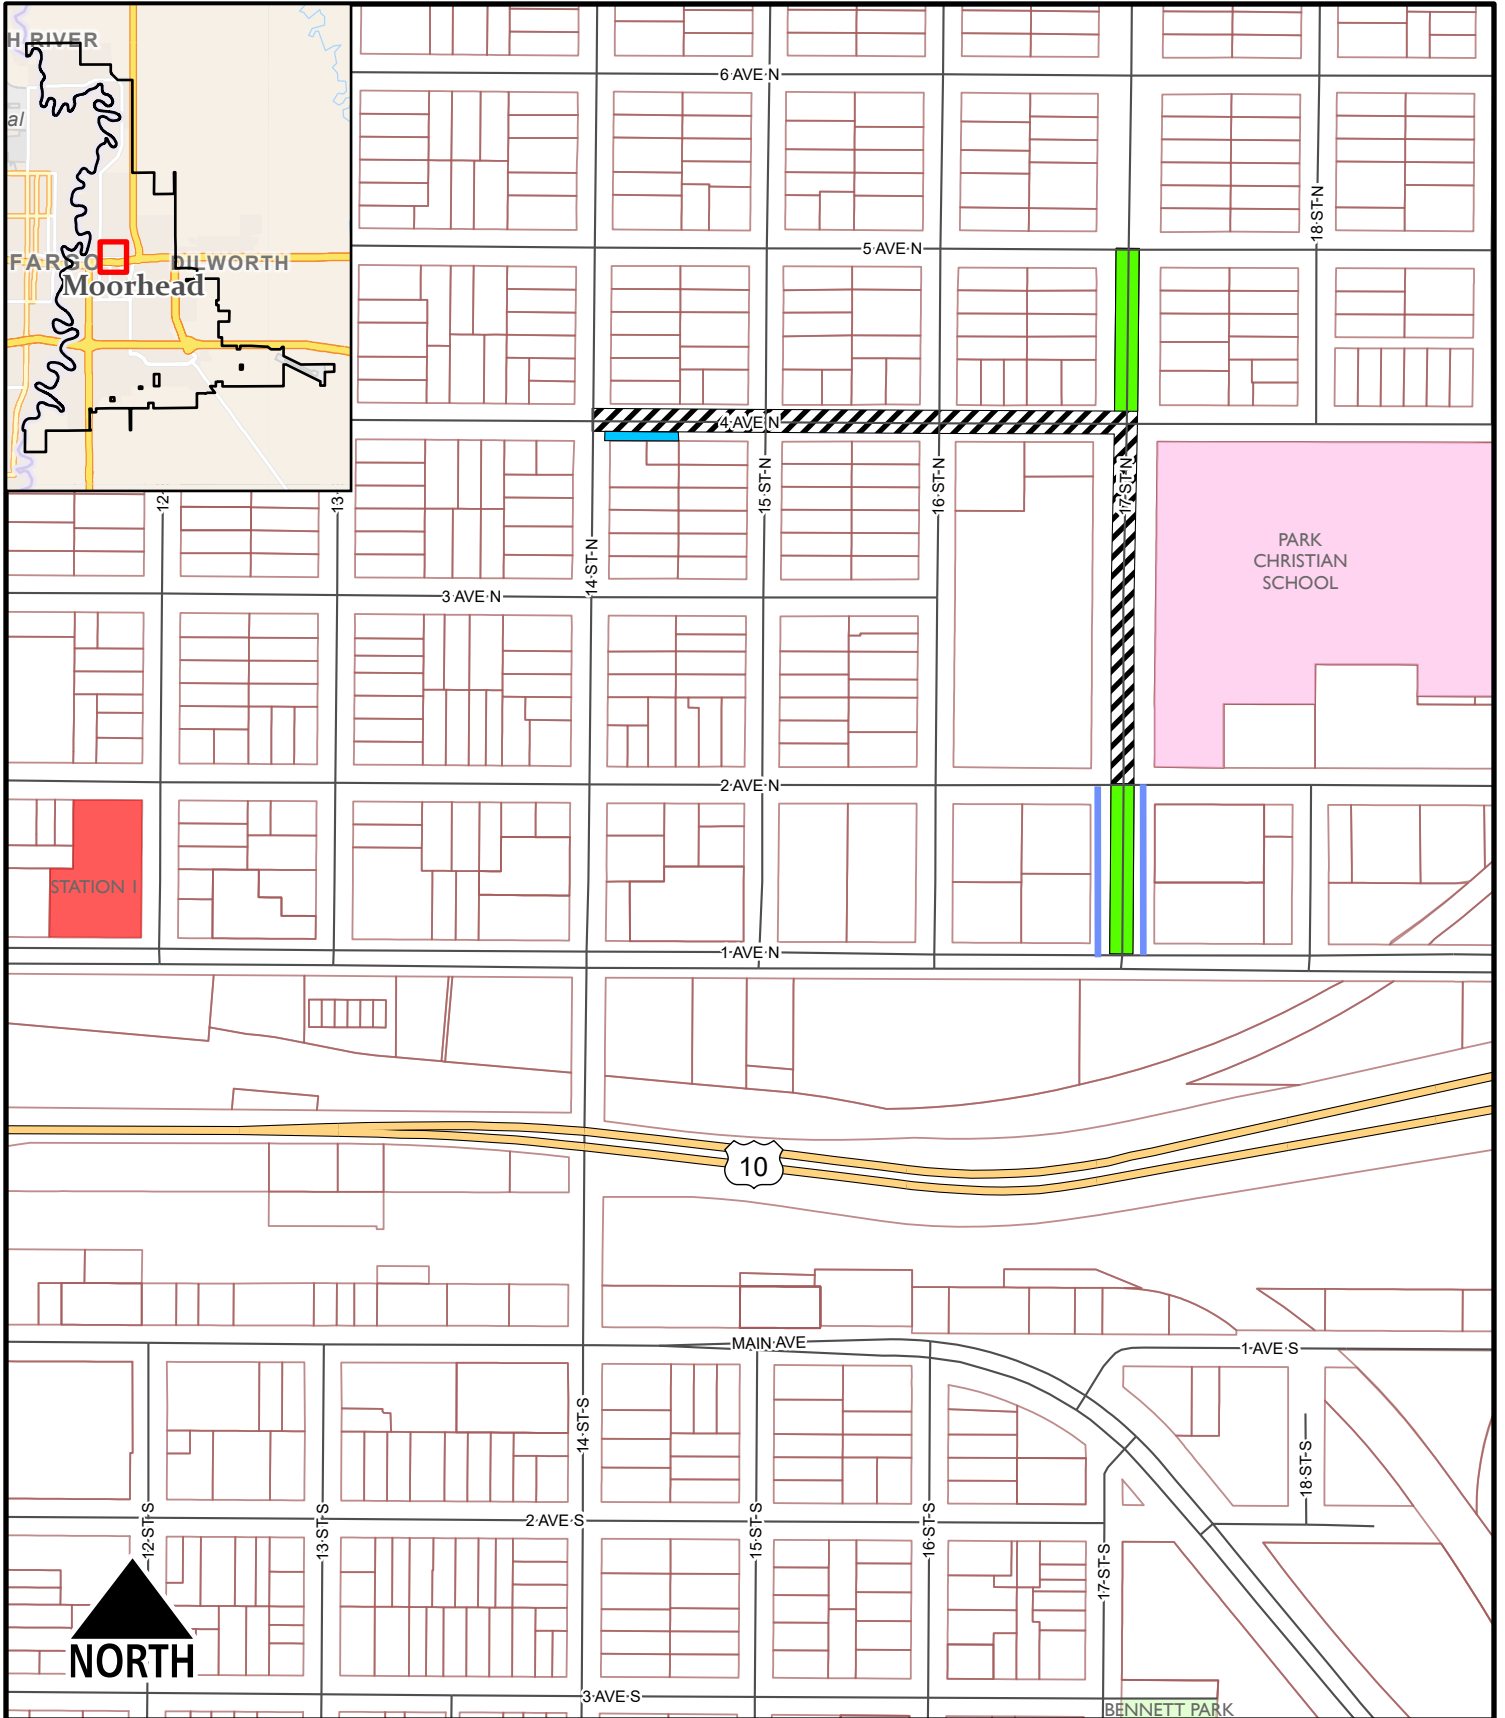 H RIVER
al
FARGO
DILWORTH
Moorhead
6 AVE N
18 ST N
5 AVE N
4 AVE N
12
13
15 ST N
16 ST N
17 ST N
14 ST N
PARK
CHRISTIAN
SCHOOL
3 AVE N
2 AVE N
STATION 1
1 AVE N
10
MAIN AVE
1 AVE S
14 ST S
18 ST S
2 AVE S
12 ST S
13 ST S
15 ST S
16 ST S
17 ST S
NORTH
3 AVE S
BENNETT PARK